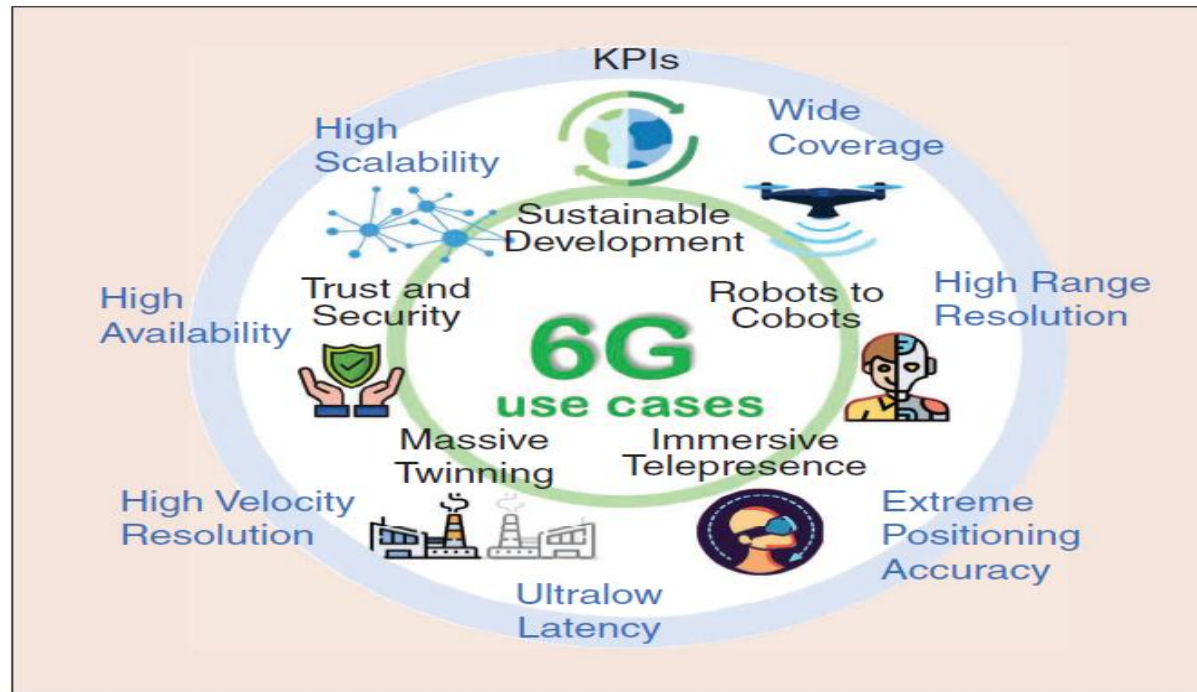 KPIs
High
Scalability
Wide
Coverage
Sustainable
Development
High
Availability
Trust and
Security
Robots to
Cobots
High Range
Resolution
6G
use cases
Massive
Twinning
Immersive
Telepresence
High Velocity
Resolution
Extreme
Positioning
Accuracy
Ultralow
Latency